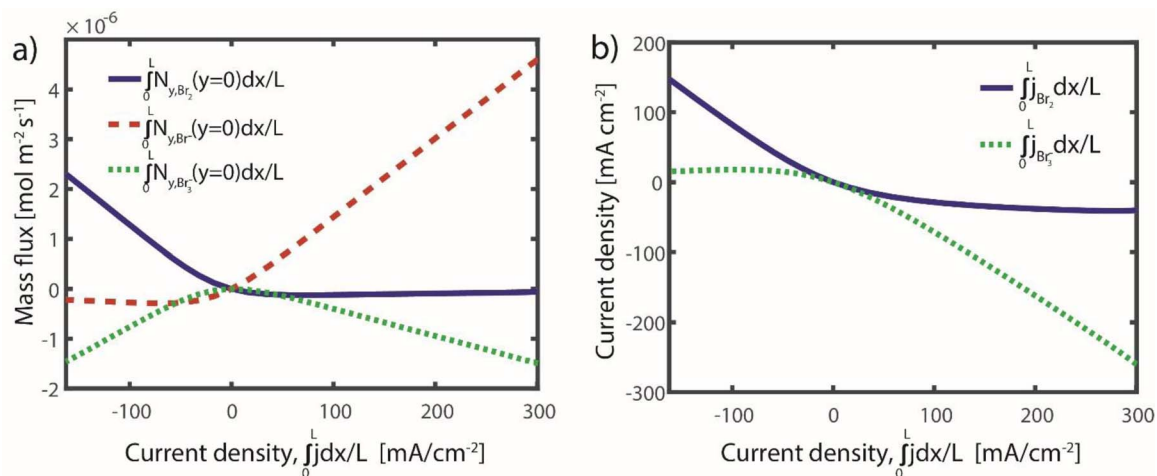 a)
× 10⁻⁶
∫₀ᴸN_y,Br₂(y=0)dx/L
∫₀ᴸN_y,Br⁻(y=0)dx/L
∫₀ᴸN_y,Br₃⁻(y=0)dx/L
Mass flux [mol m⁻² s⁻¹]
4
3
2
1
0
-1
-2
-100
0
100
200
300
Current density, ∫₀ᴸjdx/L [mA/cm⁻²]
b)
∫₀ᴸj_Br₂dx/L
∫₀ᴸj_Br₃⁻dx/L
Current density [mA cm⁻²]
200
100
0
-100
-200
-300
-100
0
100
200
300
Current density, ∫₀ᴸjdx/L [mA/cm⁻²]